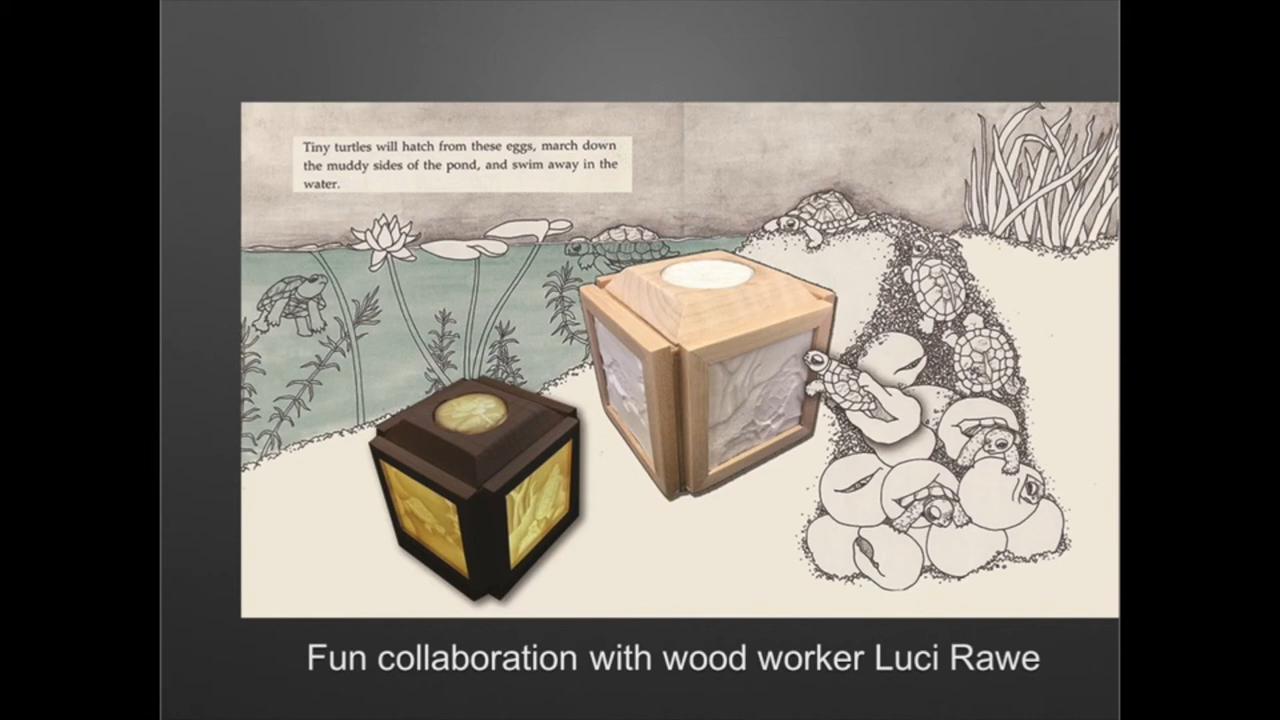 Tiny turtles will hatch from these eggs, march down
the muddy sides of the pond, and swim away in the
water.
Fun collaboration with wood worker Luci Rawe